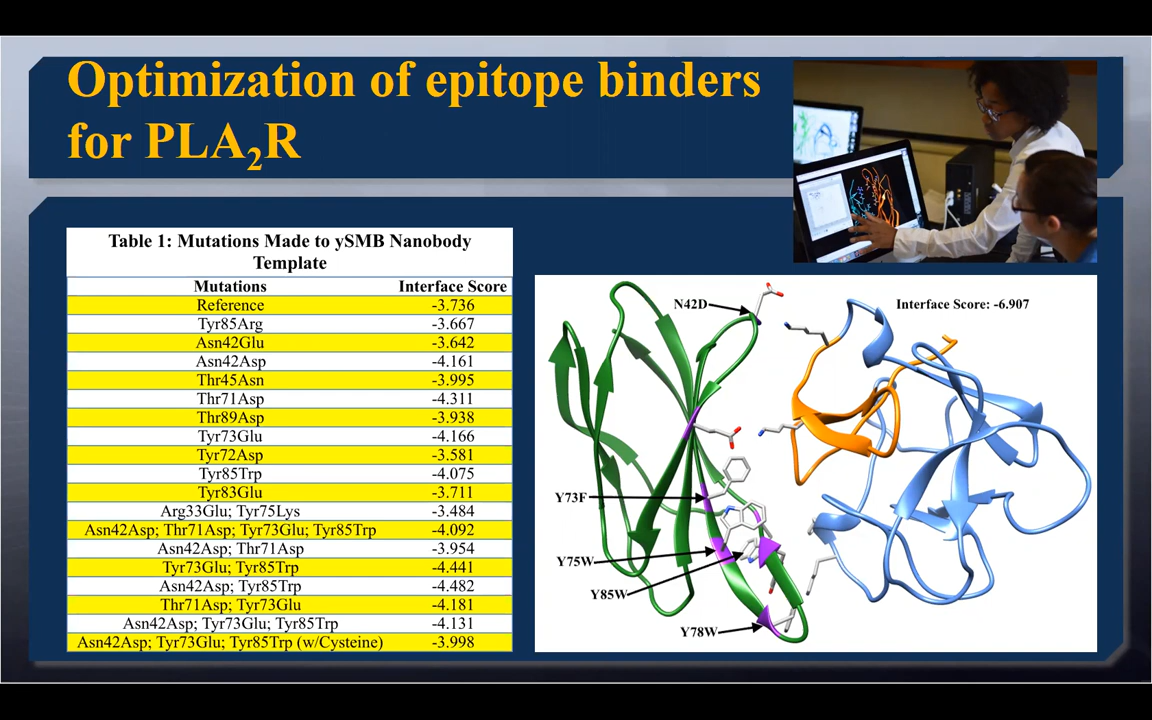 Optimization of epitope binders
for PLA₂R
Table 1: Mutations Made to ySMB Nanobody
Template
Mutations Interface Score
Reference -3.736
Tyr85Arg -3.667
Asn42Glu -3.642
Asn42Asp -4.161
Thr45Asn -3.995
Thr71Asp -4.311
Thr89Asp -3.938
Tyr73Glu -4.166
Tyr72Asp -3.581
Tyr85Trp -4.075
Tyr83Glu -3.711
Arg33Glu; Tyr75Lys -3.484
Asn42Asp; Thr71Asp; Tyr73Glu; Tyr85Trp -4.092
Asn42Asp; Thr71Asp -3.954
Tyr73Glu; Tyr85Trp -4.441
Asn42Asp; Tyr85Trp -4.482
Thr71Asp; Tyr73Glu -4.181
Asn42Asp; Tyr73Glu; Tyr85Trp -4.131
Asn42Asp; Tyr73Glu; Tyr85Trp (w/Cysteine) -3.998
N42D
Interface Score: -6.907
Y73F
Y75W
Y85W
Y78W